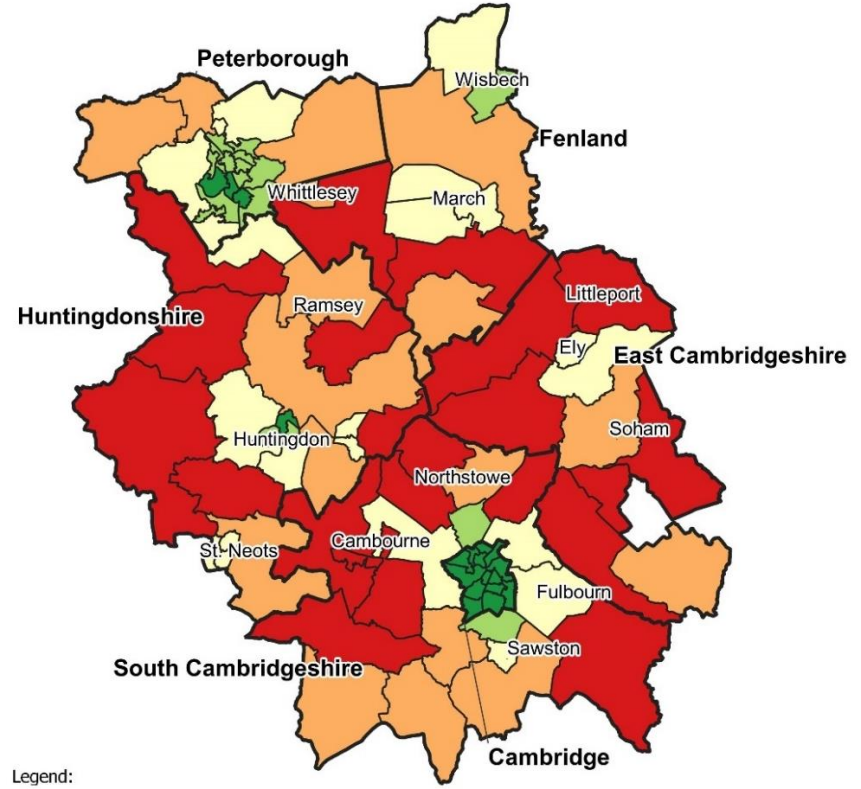 Peterborough
Wisbech
Fenland
Whittlesey
March
Littleport
Ramsey
Huntingdonshire
Ely
East Cambridgeshire
Soham
Huntingdon
Northstowe
Cambourne
St. Neots
Fulbourn
Sawston
South Cambridgeshire
Cambridge
Legend: